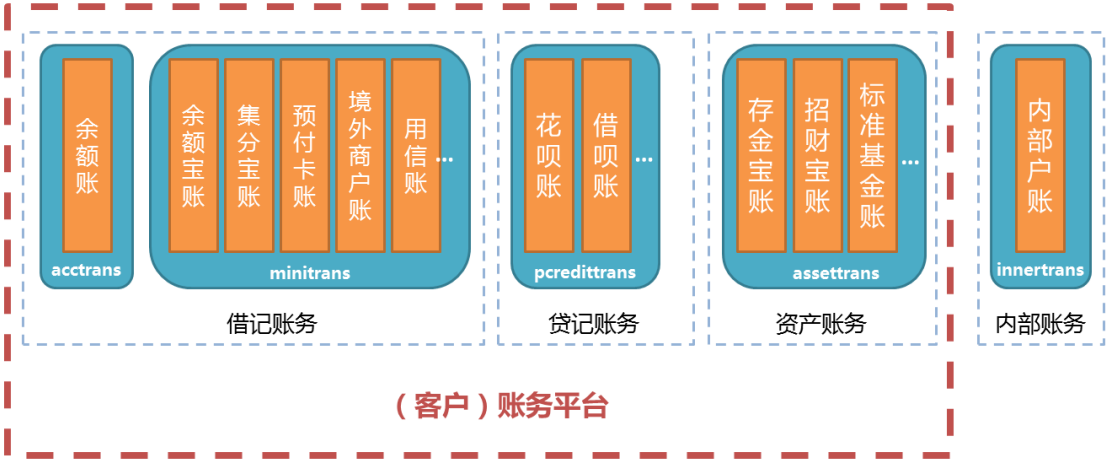 余额账
acctrans
余额宝账
集分宝账
预付卡账
境外商户账
用信账
...
minitrans
借记账务
花呗账
借呗账
...
pcredittrans
贷记账务
存金宝账
招财宝账
标准基金账
...
assettrans
资产账务
内部户账
innertrans
内部账务
（客户）账务平台